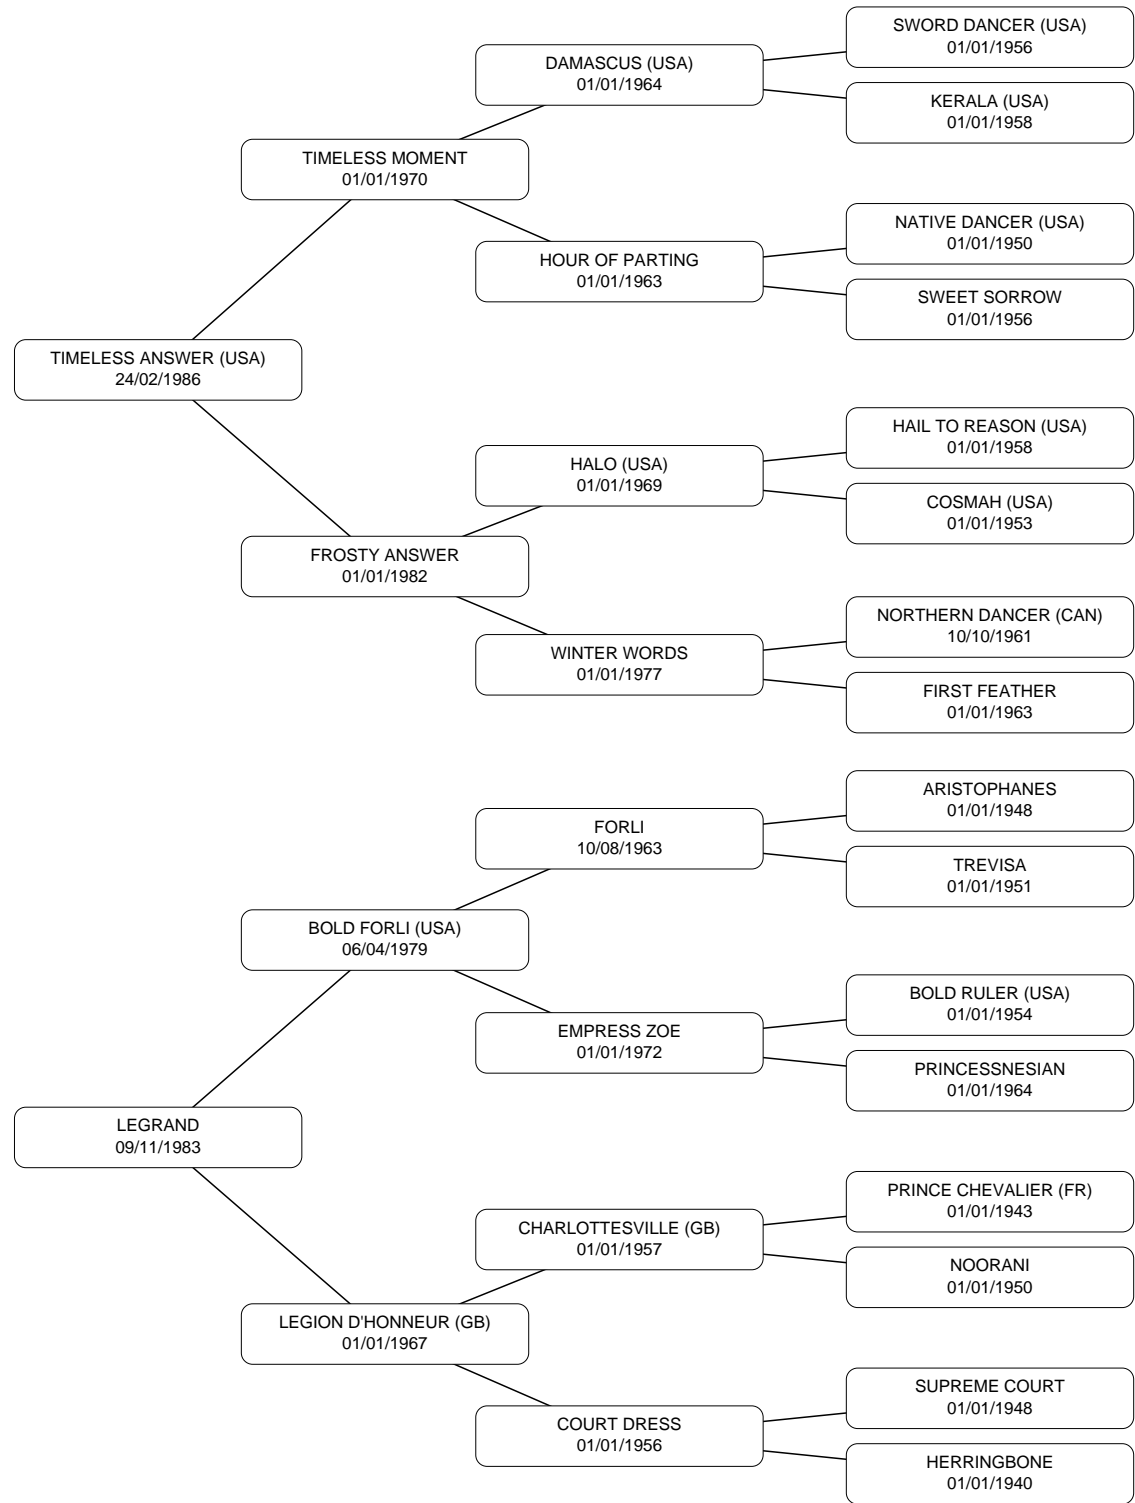 SWORD DANCER (USA)
01/01/1956
DAMASCUS (USA)
01/01/1964
KERALA (USA)
01/01/1958
TIMELESS MOMENT
01/01/1970
NATIVE DANCER (USA)
01/01/1950
HOUR OF PARTING
01/01/1963
SWEET SORROW
01/01/1956
TIMELESS ANSWER (USA)
24/02/1986
HAIL TO REASON (USA)
01/01/1958
HALO (USA)
01/01/1969
COSMAH (USA)
01/01/1953
FROSTY ANSWER
01/01/1982
NORTHERN DANCER (CAN)
10/10/1961
WINTER WORDS
01/01/1977
FIRST FEATHER
01/01/1963
ARISTOPHANES
01/01/1948
FORLI
10/08/1963
TREVISA
01/01/1951
BOLD FORLI (USA)
06/04/1979
BOLD RULER (USA)
01/01/1954
EMPRESS ZOE
01/01/1972
PRINCESSNESIAN
01/01/1964
LEGRAND
09/11/1983
PRINCE CHEVALIER (FR)
01/01/1943
CHARLOTTESVILLE (GB)
01/01/1957
NOORANI
01/01/1950
LEGION D'HONNEUR (GB)
01/01/1967
SUPREME COURT
01/01/1948
COURT DRESS
01/01/1956
HERRINGBONE
01/01/1940